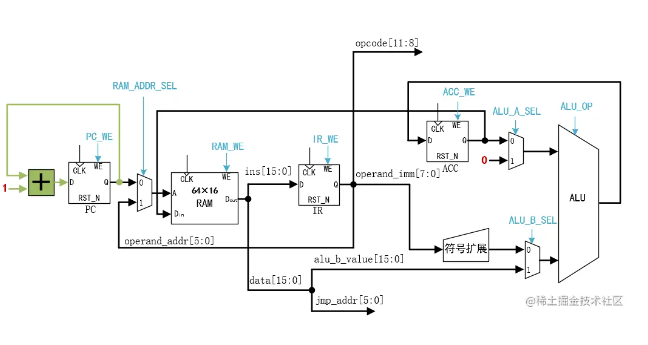 opcode[11:8]
RAM_ADDR_SEL
ACC_WE
ALU_A_SEL
ALU_OP
PC_WE
RAM_WE
IR_WE
CLK WE
D Q
RST_N
PC
1
+
0
1
CLK WE
A
64×16
RAM
Dout
Din
ins[15:0]
CLK WE
D Q
RST_N
IR
operand_imm[7:0]
CLK WE
D Q
RST_N
ACC
0
0
1
ALU
ALU_B_SEL
operand_addr[5:0]
符号扩展
0
1
alu_b_value[15:0]
data[15:0]
jmp_addr[5:0]
@稀土掘金技术社区